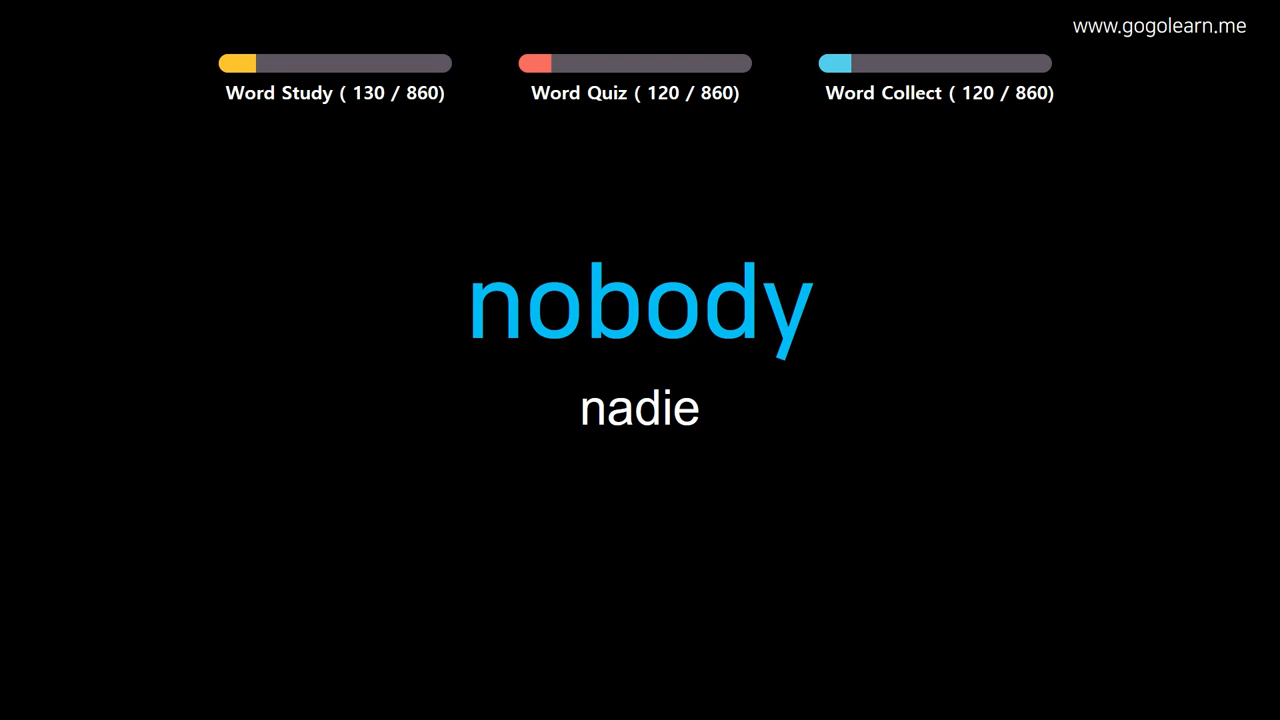 www.gogolearn.me
Word Study ( 130 / 860)
Word Quiz ( 120 / 860)
Word Collect ( 120 / 860)
nobody
nadie